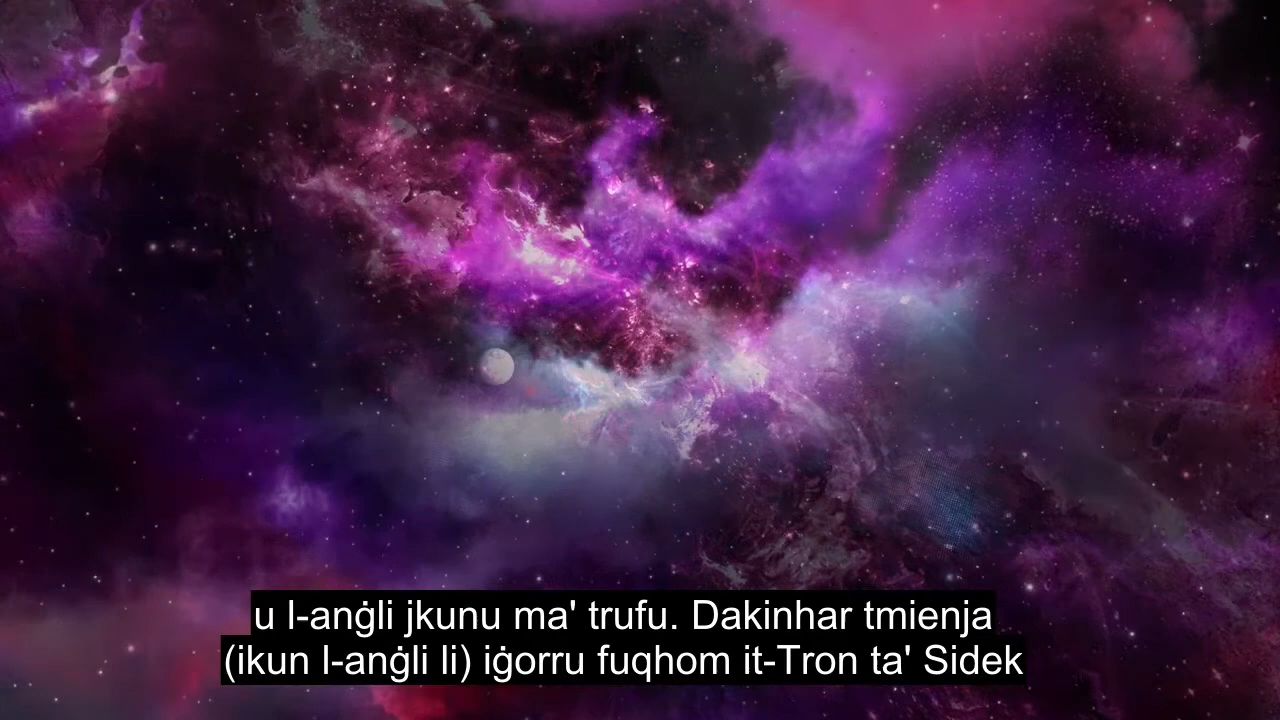 u l-anġli jkunu ma' trufu. Dakinhar tmienja
(ikun l-anġli li) iġorru fuqhom it-Tron ta' Sidek